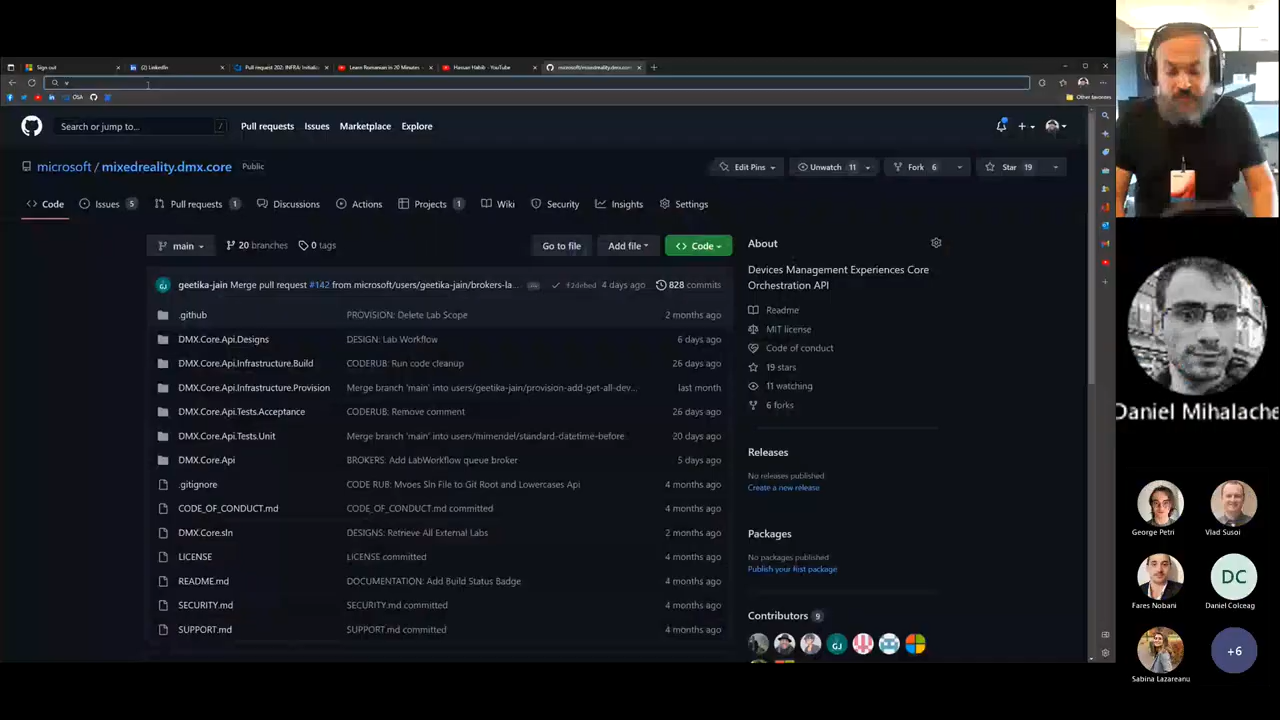 Sign out
(2) LinkedIn
Pull request 202: INFRA: Initializ
Learn Romanian in 20 Minutes -
Hassan Habib - YouTube
microsoft/mixedreality.dmx.core
v
OSA
Other favorites
Search or jump to...
/
Pull requests
Issues
Marketplace
Explore
microsoft / mixedreality.dmx.core
Public
Edit Pins
Unwatch 11
Fork 6
Star 19
Code
Issues 5
Pull requests 1
Discussions
Actions
Projects 1
Wiki
Security
Insights
Settings
main
20 branches
0 tags
Go to file
Add file
Code
geetika-jain Merge pull request #142 from microsoft/users/geetika-jain/brokers-la...
4 days ago
828 commits
.github PROVISION: Delete Lab Scope 2 months ago
DMX.Core.Api.Designs DESIGN: Lab Workflow 6 days ago
DMX.Core.Api.Infrastructure.Build CODERUB: Run code cleanup 26 days ago
DMX.Core.Api.Infrastructure.Provision Merge branch 'main' into users/geetika-jain/provision-add-get-all-dev... last month
DMX.Core.Api.Tests.Acceptance CODERUB: Remove comment 26 days ago
DMX.Core.Api.Tests.Unit Merge branch 'main' into users/mimendel/standard-datetime-before 20 days ago
DMX.Core.Api BROKERS: Add LabWorkflow queue broker 5 days ago
.gitignore CODE RUB: Mvoes Sln File to Git Root and Lowercases Api 4 months ago
CODE_OF_CONDUCT.md CODE_OF_CONDUCT.md committed 4 months ago
DMX.Core.sln DESIGNS: Retrieve All External Labs 2 months ago
LICENSE LICENSE committed 4 months ago
README.md DOCUMENTATION: Add Build Status Badge 4 months ago
SECURITY.md SECURITY.md committed 4 months ago
SUPPORT.md SUPPORT.md committed 4 months ago
About
Devices Management Experiences Core
Orchestration API
Readme
MIT license
Code of conduct
19 stars
11 watching
6 forks
Releases
No releases published
Create a new release
Packages
No packages published
Publish your first package
Contributors 9
GJ
Daniel Mihalache
George Petri
Vlad Susoi
Fares Nobani
DC
Daniel Colceag
Sabina Lazareanu
+6